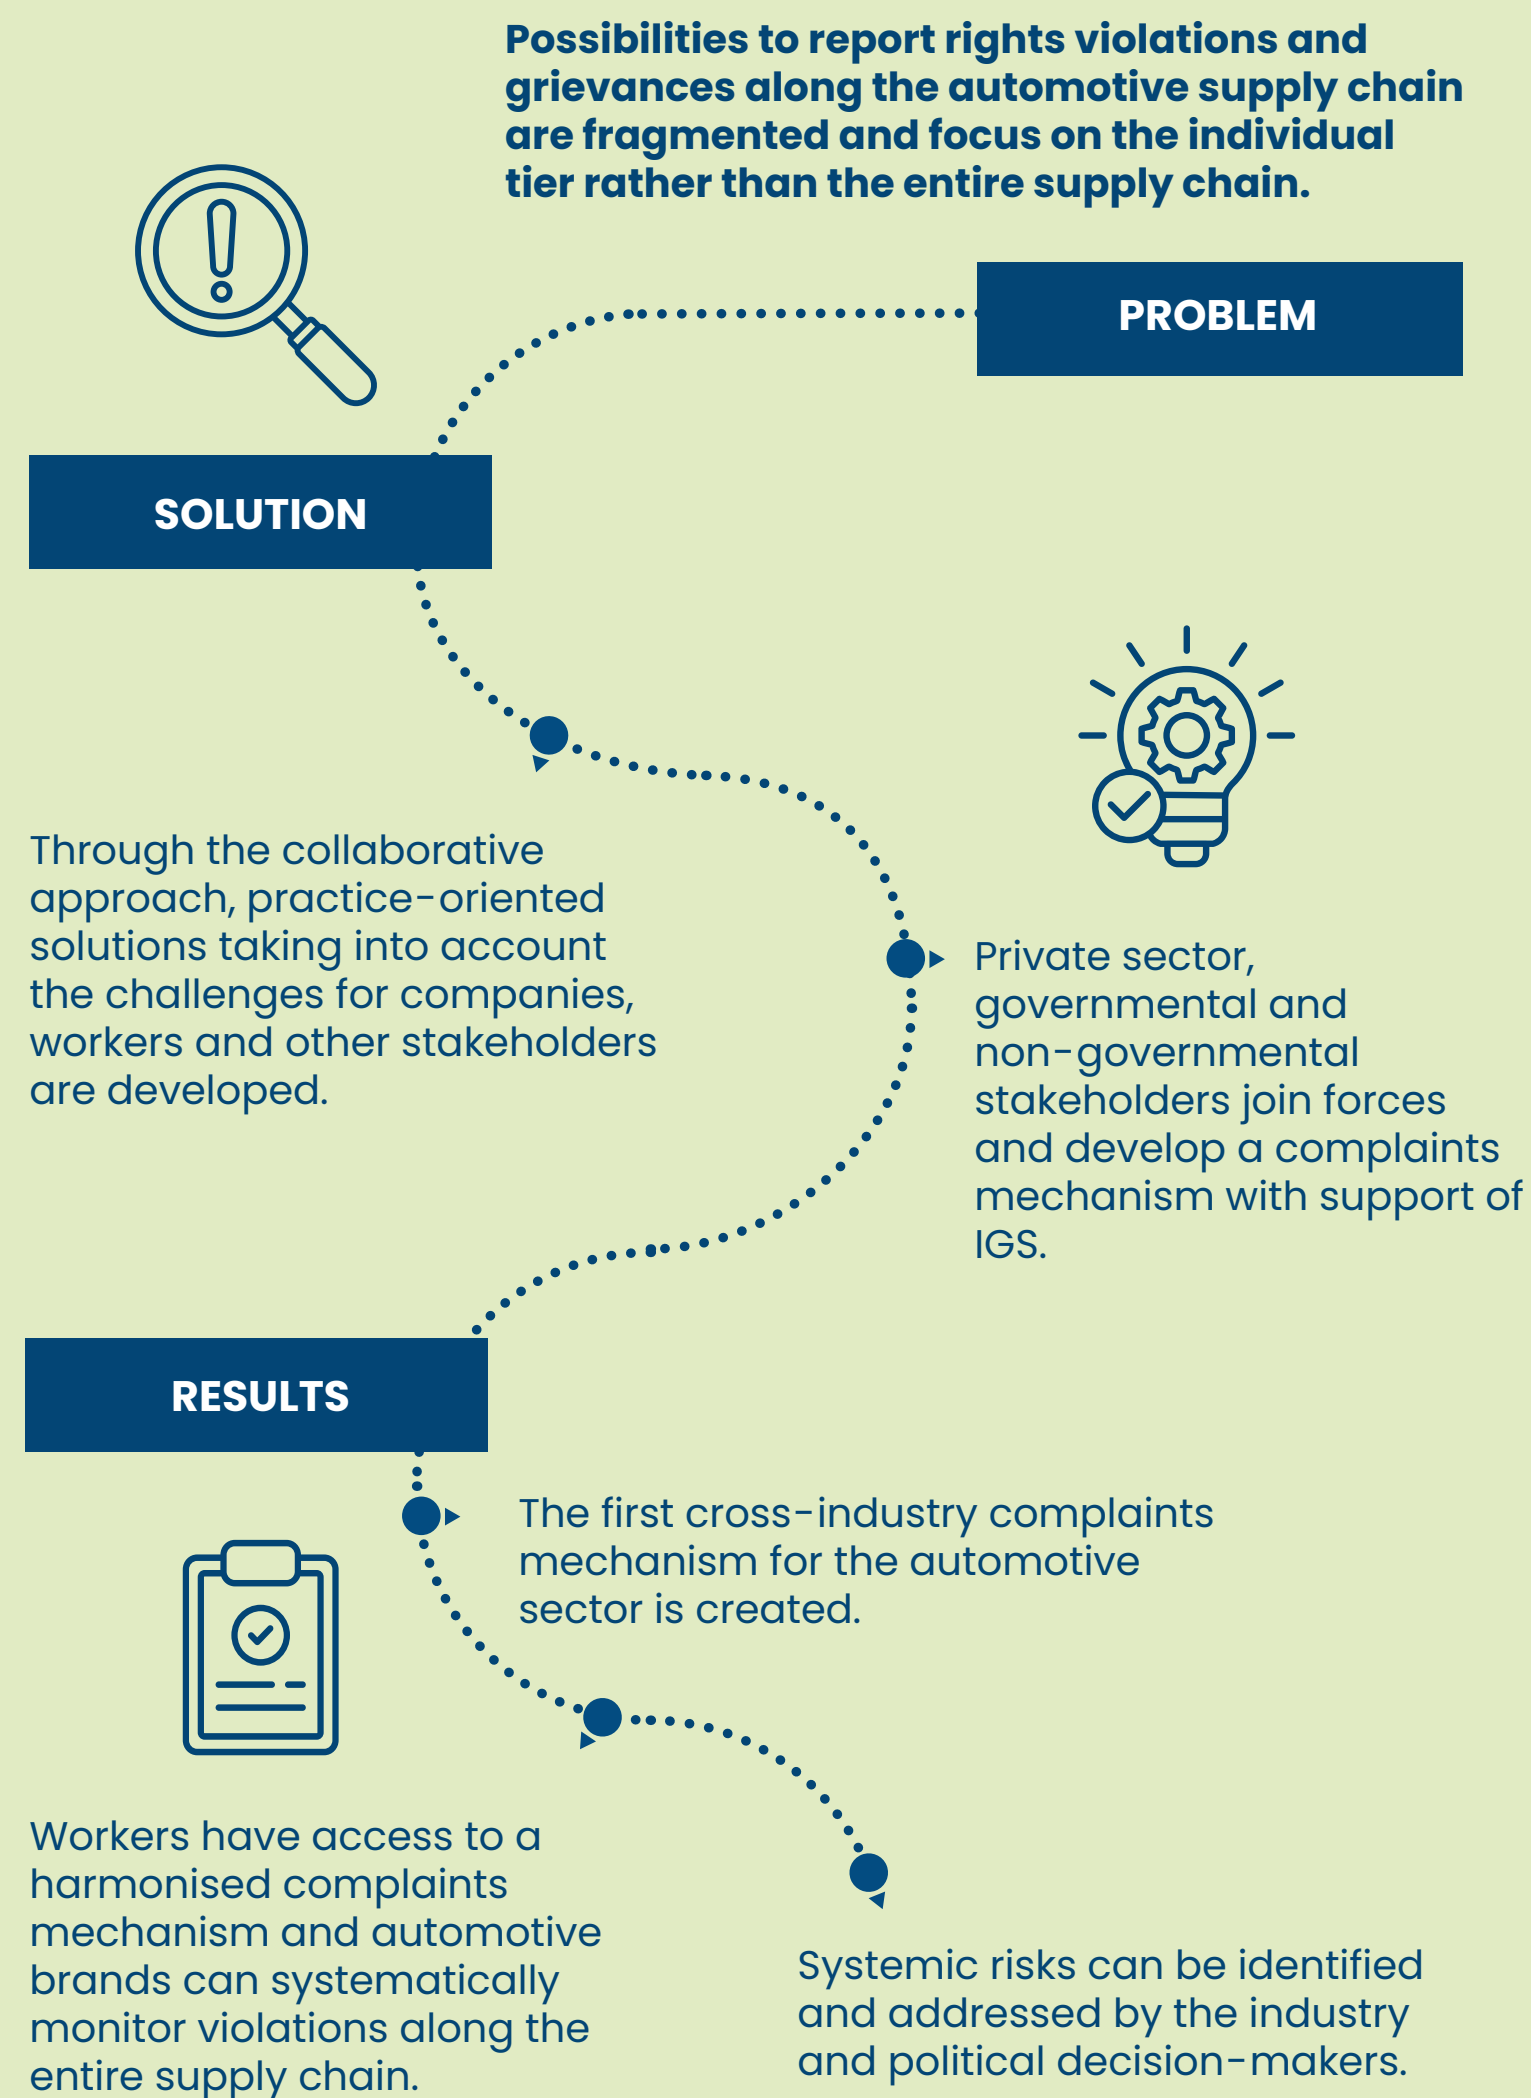 Possibilities to report rights violations and
grievances along the automotive supply chain
are fragmented and focus on the individual
tier rather than the entire supply chain.
PROBLEM
SOLUTION
Through the collaborative
approach, practice-oriented
solutions taking into account
the challenges for companies,
workers and other stakeholders
are developed.
Private sector,
governmental and
non-governmental
stakeholders join forces
and develop a complaints
mechanism with support of
IGS.
RESULTS
The first cross-industry complaints
mechanism for the automotive
sector is created.
Workers have access to a
harmonised complaints
mechanism and automotive
brands can systematically
monitor violations along the
entire supply chain.
Systemic risks can be identified
and addressed by the industry
and political decision-makers.